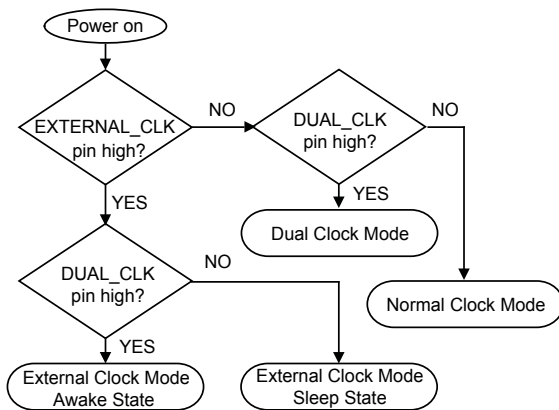 Power on
EXTERNAL_CLK
pin high?
NO
DUAL_CLK
pin high?
NO
YES
Dual Clock Mode
Normal Clock Mode
YES
DUAL_CLK
pin high?
NO
YES
External Clock Mode
Awake State
External Clock Mode
Sleep State